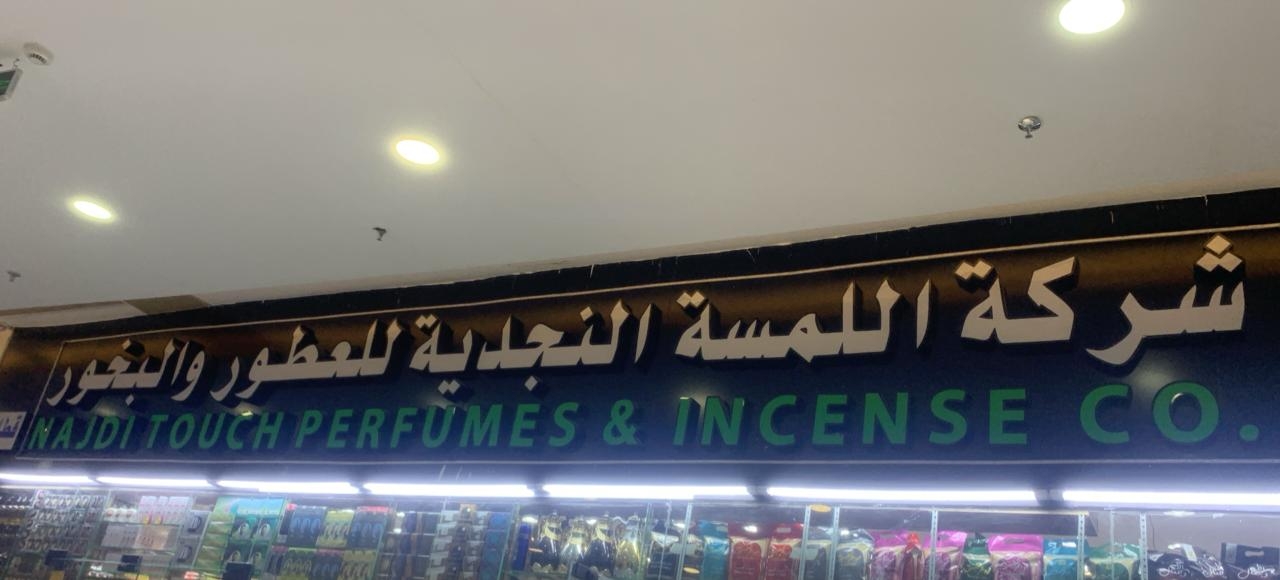 شركة اللمسة النجدية للعطور والبخور
NAJDI TOUCH PERFUMES & INCENSE CO.